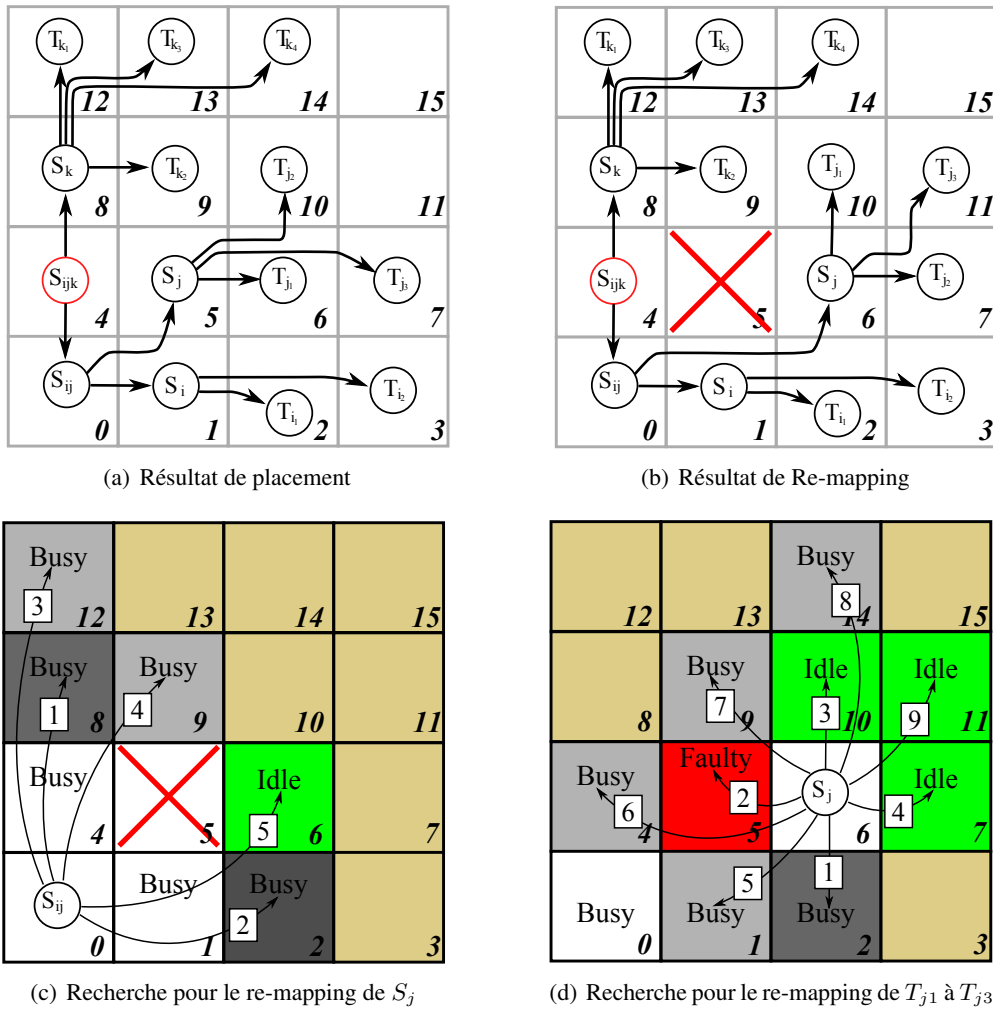 T_k1 T_k3 T_k4
12 13 14 15
S_k T_k2 T_j2
8 9 10 11
S_ijk S_j T_j1 T_j3
4 5 6 7
S_ij S_i T_i1 T_i2
0 1 2 3
(a) Résultat de placement
T_k1 T_k3 T_k4
12 13 14 15
S_k T_k2 T_j1 T_j3
8 9 10 11
S_ijk S_j T_j2
4 5 6 7
S_ij S_i T_i1 T_i2
0 1 2 3
(b) Résultat de Re-mapping
Busy
3
12 13 14 15
Busy Busy
1 4
8 9 10 11
Busy Idle
5
4 5 6 7
S_ij Busy Busy
2
0 1 2 3
(c) Recherche pour le re-mapping de S_j
Busy
8
12 13 14 15
Busy Idle Idle
7 3 9
8 9 10 11
Busy Faulty S_j Idle
6 2 4
4 5 6 7
5 1
Busy Busy Busy
0 1 2 3
(d) Recherche pour le re-mapping de T_j1 à T_j3